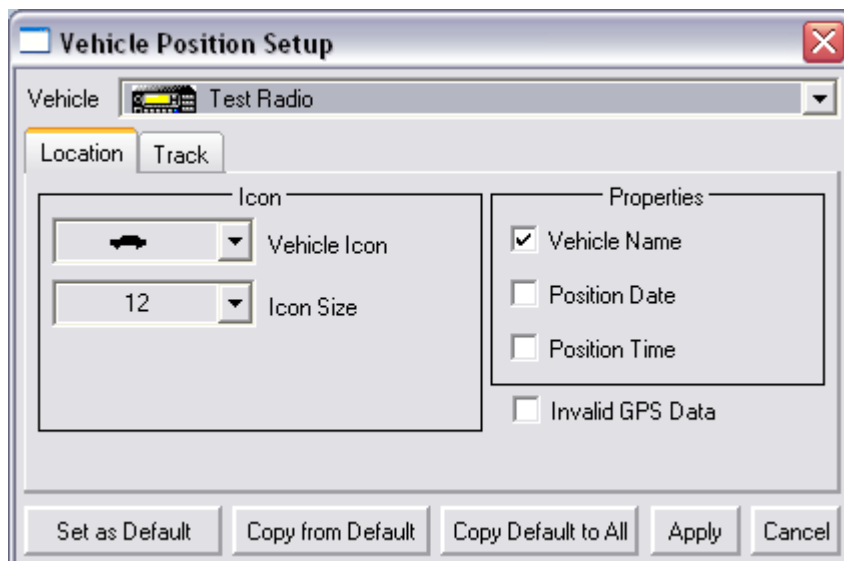 Vehicle Position Setup
Vehicle Test Radio
Location Track
Icon
Vehicle Icon
12 Icon Size
Properties
Vehicle Name
Position Date
Position Time
Invalid GPS Data
Set as Default Copy from Default Copy Default to All Apply Cancel